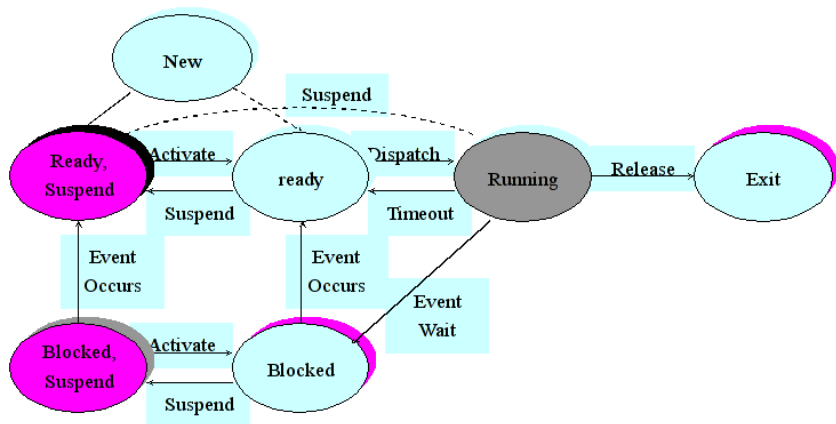 New
Suspend
Ready,
Suspend
Activate
Suspend
ready
Dispatch
Timeout
Running
Release
Exit
Event
Occurs
Event
Occurs
Event
Wait
Blocked,
Suspend
Activate
Suspend
Blocked